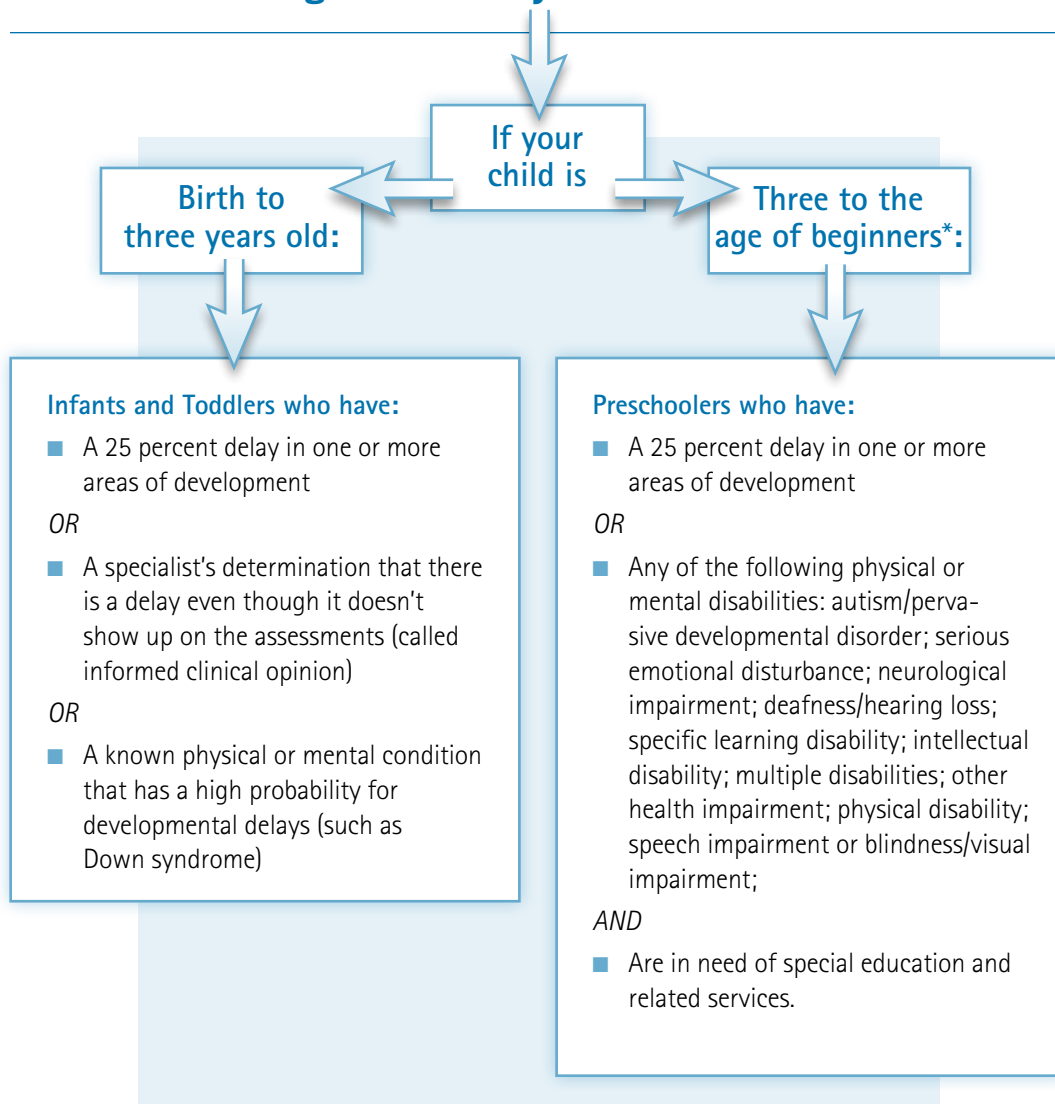 If your
child is
Birth to
three years old:
Three to the
age of beginners*:
Infants and Toddlers who have:
■ A 25 percent delay in one or more
areas of development
OR
■ A specialist's determination that there
is a delay even though it doesn't
show up on the assessments (called
informed clinical opinion)
OR
■ A known physical or mental condition
that has a high probability for
developmental delays (such as
Down syndrome)
Preschoolers who have:
■ A 25 percent delay in one or more
areas of development
OR
■ Any of the following physical or
mental disabilities: autism/perva-
sive developmental disorder; serious
emotional disturbance; neurological
impairment; deafness/hearing loss;
specific learning disability; intellectual
disability; multiple disabilities; other
health impairment; physical disability;
speech impairment or blindness/visual
impairment;
AND
■ Are in need of special education and
related services.